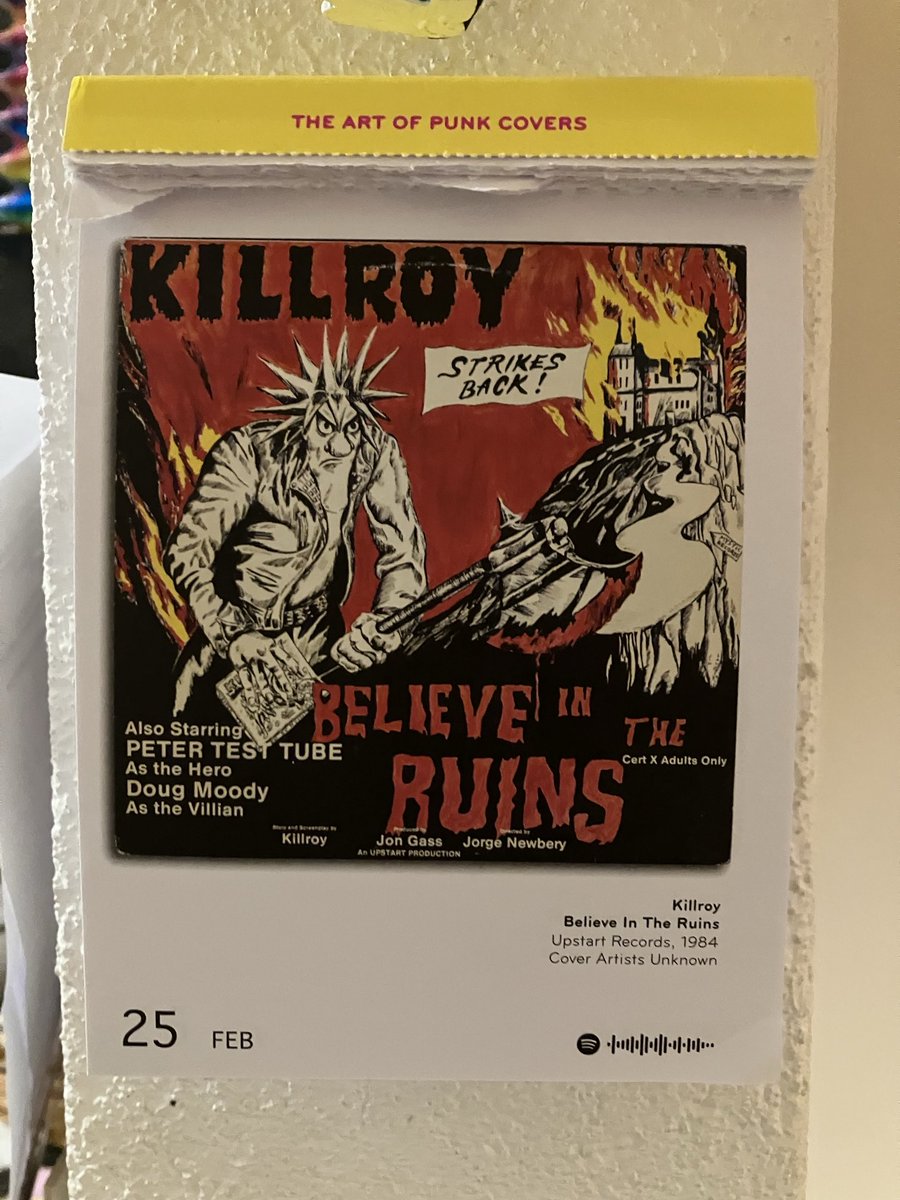 THE ART OF PUNK COVERS
KILLROY
STRIKES
BACK!
BELIEVE IN
THE
RUINS
Cert X Adults Only
Also Starring
PETER TEST TUBE
As the Hero
Doug Moody
As the Villian
Story and Screenplay by
Killroy
Produced by
Jon Gass
Directed by
Jorge Newbery
An UPSTART PRODUCTION
Killroy
Believe In The Ruins
Upstart Records, 1984
Cover Artists Unknown
25 FEB